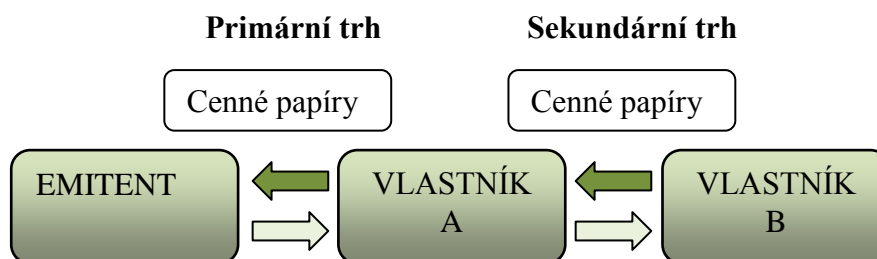 Primární trh
Sekundární trh
Cenné papíry
Cenné papíry
EMITENT
VLASTNÍK
A
VLASTNÍK
B